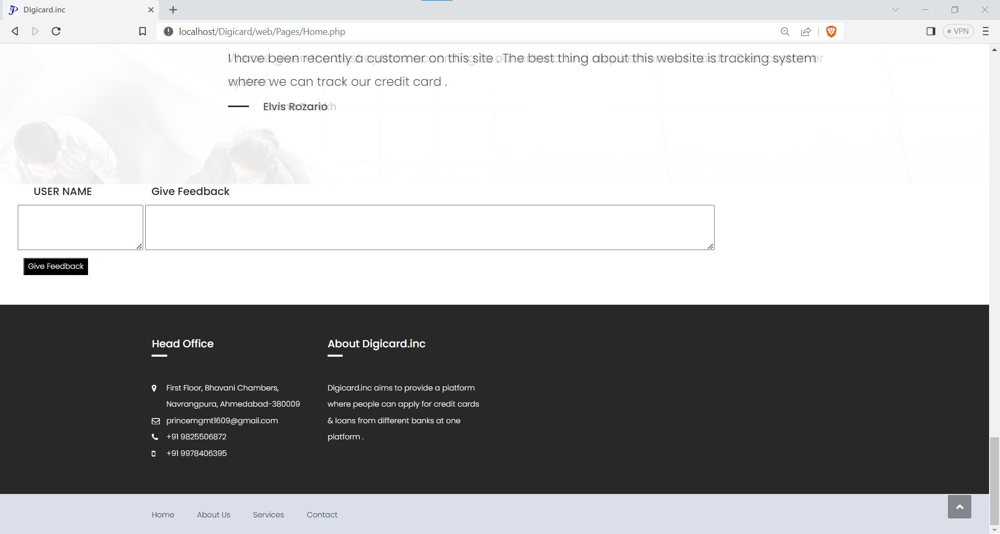 Digicard.inc
localhost/Digicard/web/Pages/Home.php
VPN
I have been recently a customer on this site . The best thing about this website is tracking system
where we can track our credit card .
Elvis Rozario
USER NAME Give Feedback
Give Feedback
Head Office About Digicard.inc
First Floor, Bhavani Chambers,
Navrangpura, Ahmedabad-380009
princemgmt1609@gmail.com
+91 9825506872
+91 9978406395
Digicard.inc aims to provide a platform
where people can apply for credit cards
& loans from different banks at one
platform .
Home About Us Services Contact